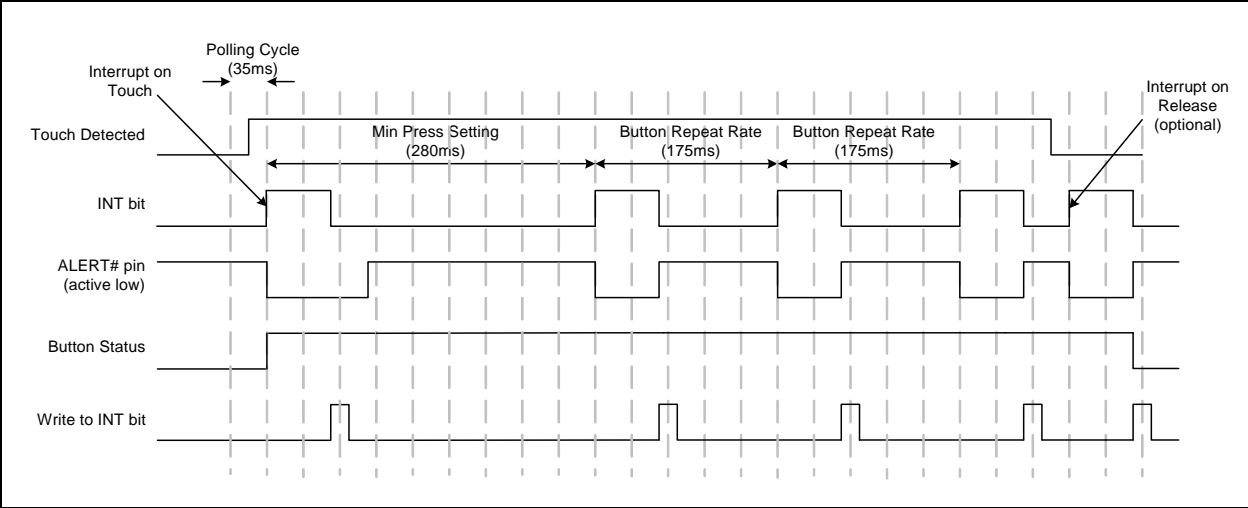 Polling Cycle
(35ms)
Interrupt on
Touch
Interrupt on
Release
(optional)
Touch Detected
Min Press Setting
(280ms)
Button Repeat Rate
(175ms)
Button Repeat Rate
(175ms)
INT bit
ALERT# pin
(active low)
Button Status
Write to INT bit